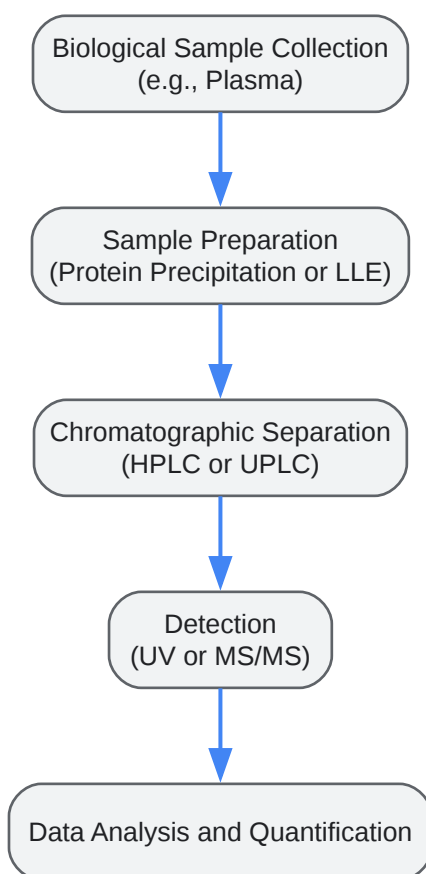 Biological Sample Collection
(e.g., Plasma)
Sample Preparation
(Protein Precipitation or LLE)
Chromatographic Separation
(HPLC or UPLC)
Detection
(UV or MS/MS)
Data Analysis and Quantification